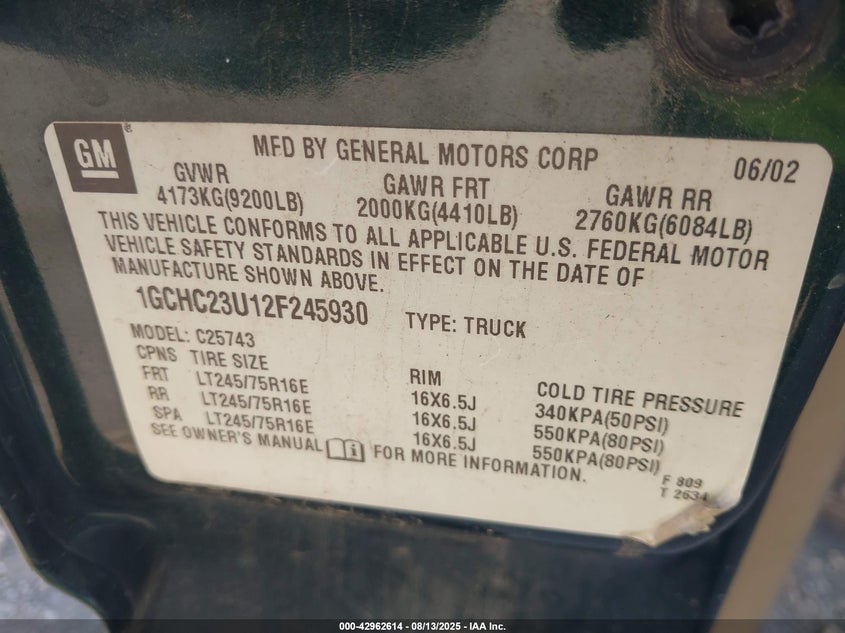 GM
MFD BY GENERAL MOTORS CORP 06/02
GVWR GAWR FRT GAWR RR
4173KG(9200LB) 2000KG(4410LB) 2760KG(6084LB)
THIS VEHICLE CONFORMS TO ALL APPLICABLE U.S. FEDERAL MOTOR
VEHICLE SAFETY STANDARDS IN EFFECT ON THE DATE OF
MANUFACTURE SHOWN ABOVE.
1GCHC23U12F245930 TYPE: TRUCK
MODEL: C25743
CPNS TIRE SIZE RIM COLD TIRE PRESSURE
FRT LT245/75R16E 16X6.5J 340KPA(50PSI)
RR LT245/75R16E 16X6.5J 550KPA(80PSI)
SPA LT245/75R16E 16X6.5J 550KPA(80PSI)
SEE OWNER'S MANUAL FOR MORE INFORMATION.
F 809
T 2634
000-42962614 - 08/13/2025 - IAA Inc.